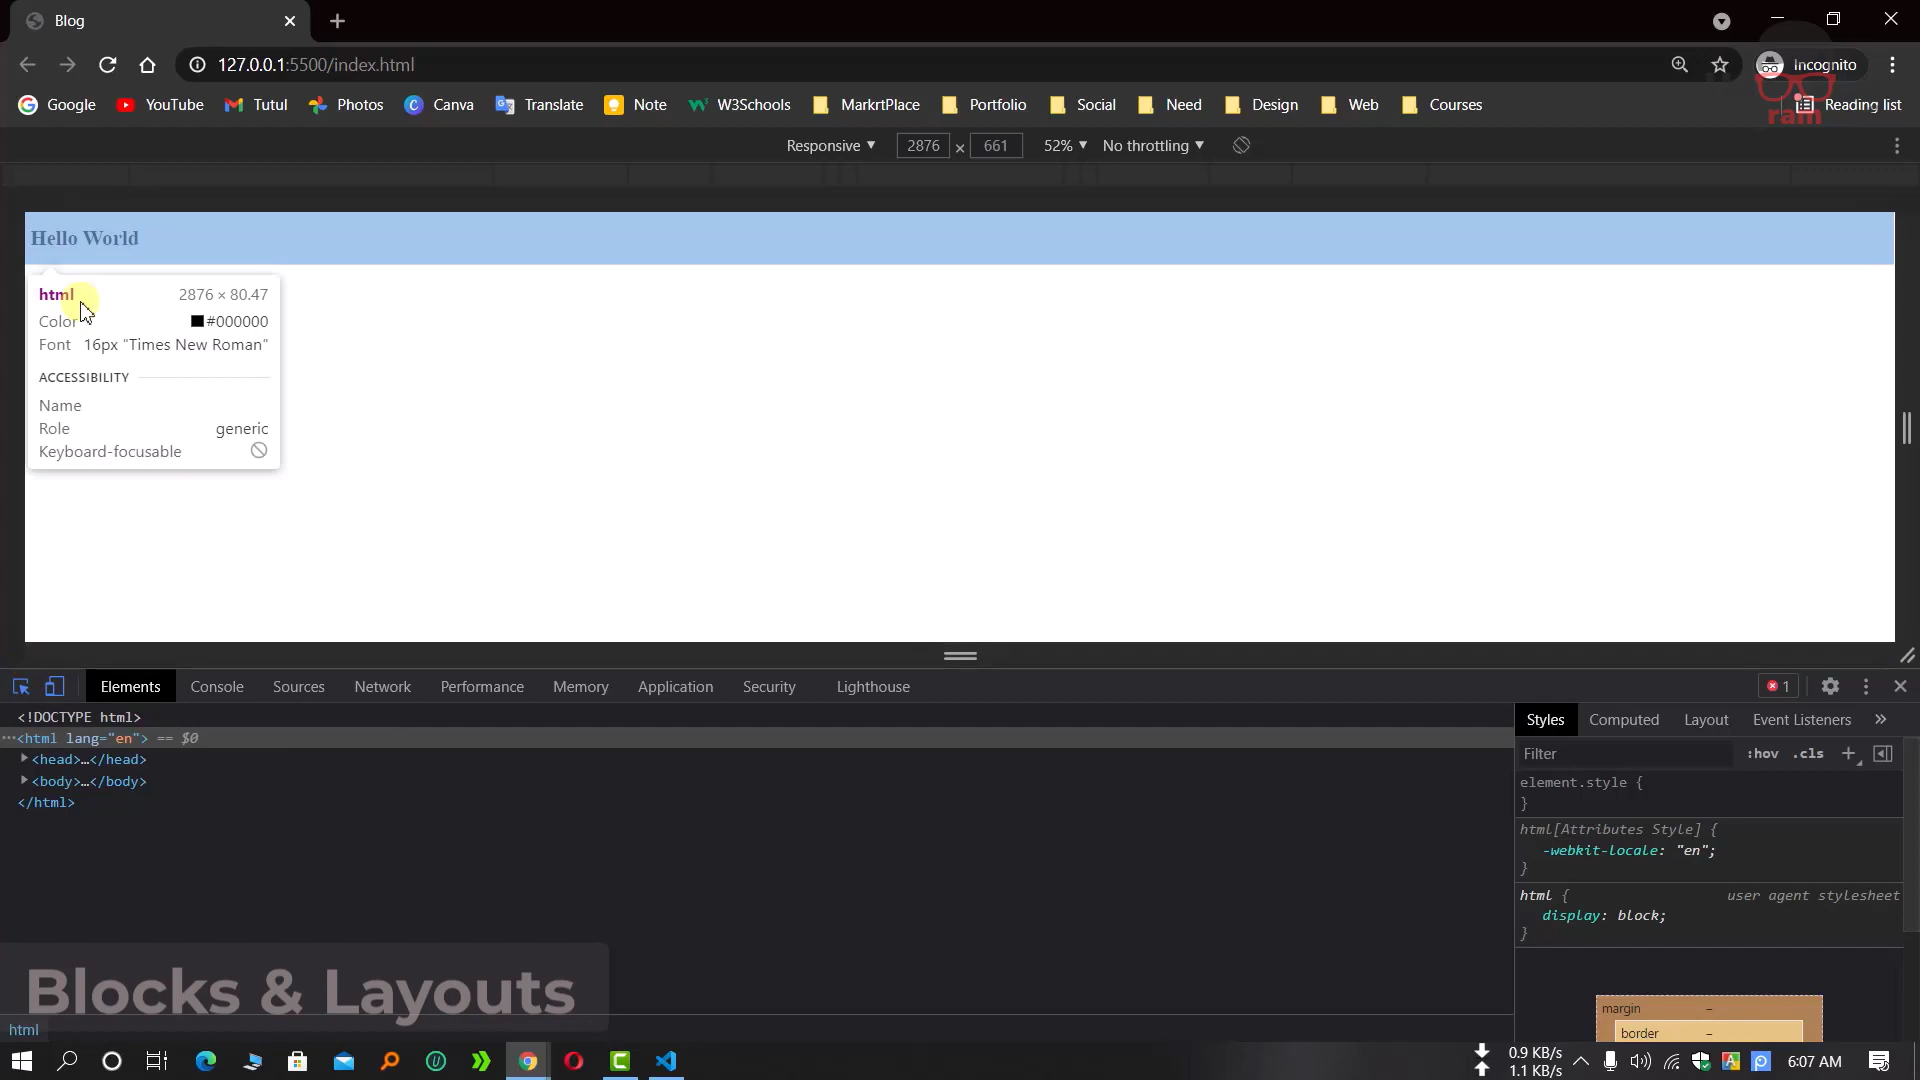 Blog
127.0.0.1:5500/index.html
Incognito
Google YouTube Tutul Photos Canva Translate Note W3Schools MarkrtPlace Portfolio Social Need Design Web Courses Reading list
ram
Responsive 2876 × 661 52% No throttling
Hello World
html 2876 × 80.47
Color #000000
Font 16px "Times New Roman"
ACCESSIBILITY
Name
Role generic
Keyboard-focusable
Elements Console Sources Network Performance Memory Application Security Lighthouse 1
<!DOCTYPE html>
<html lang="en"> == $0
<head>…</head>
<body>…</body>
</html>
Styles Computed Layout Event Listeners »
Filter :hov .cls +
element.style {
}
html[Attributes Style] {
-webkit-locale: "en";
}
html { user agent stylesheet
display: block;
}
margin –
border –
Blocks & Layouts
html
0.9 KB/s
1.1 KB/s
6:07 AM